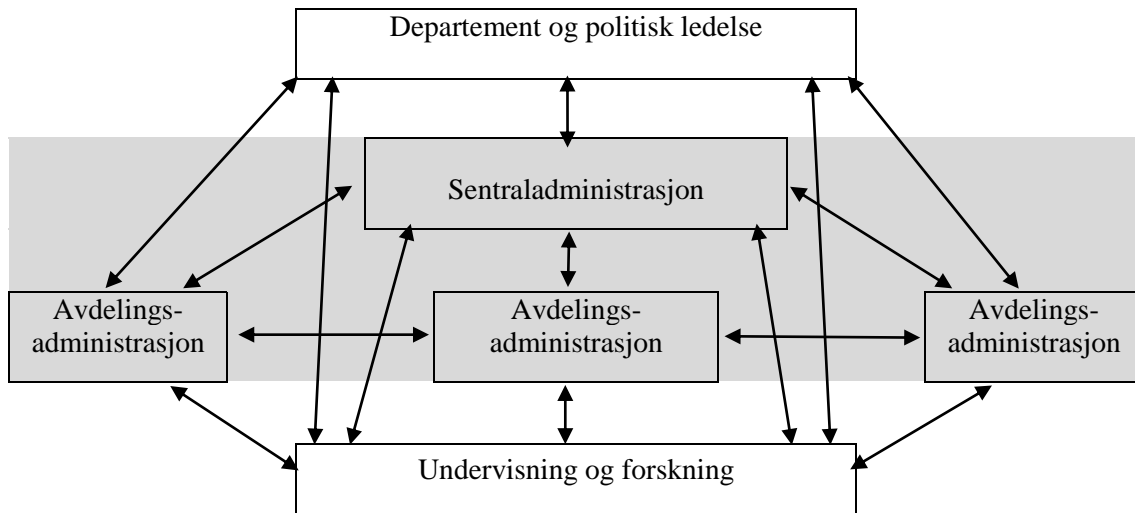 Departement og politisk ledelse
Sentraladministrasjon
Avdelings-
administrasjon
Avdelings-
administrasjon
Avdelings-
administrasjon
Undervisning og forskning